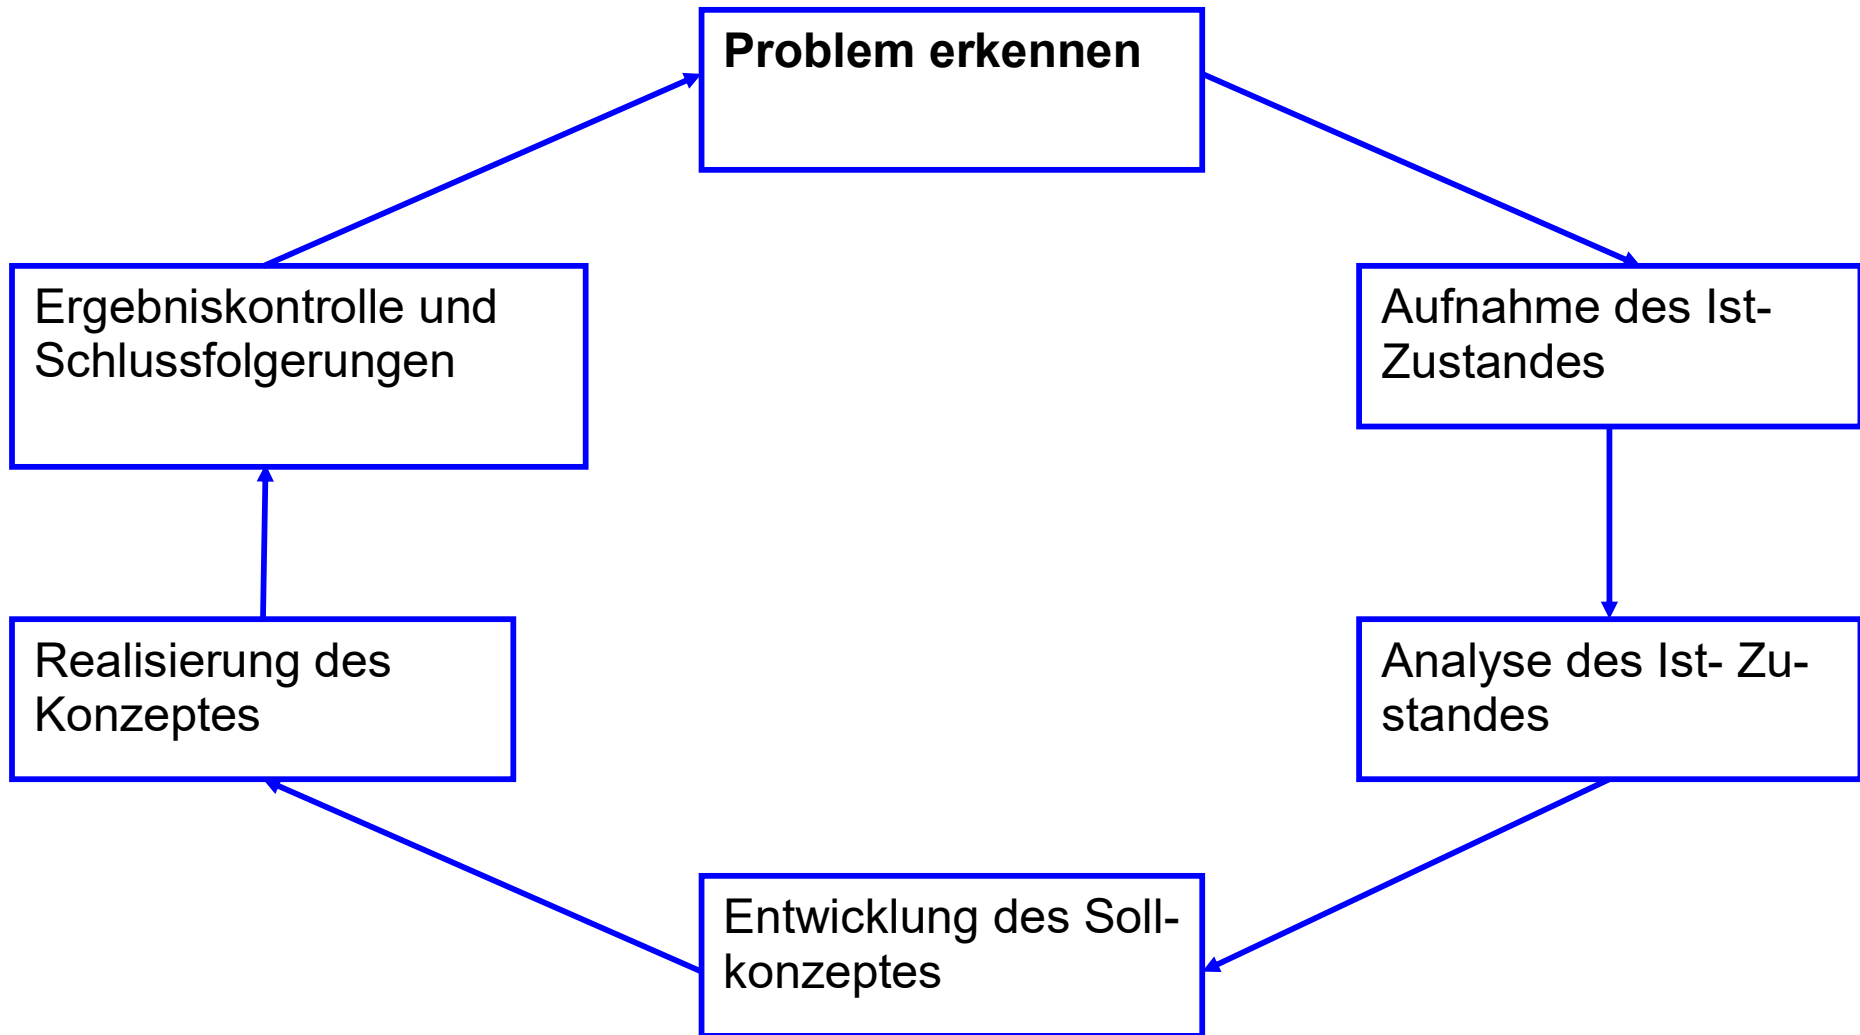 Problem erkennen
Aufnahme des Ist-
Zustandes
Analyse des Ist- Zu-
standes
Entwicklung des Soll-
konzeptes
Realisierung des
Konzeptes
Ergebniskontrolle und
Schlussfolgerungen